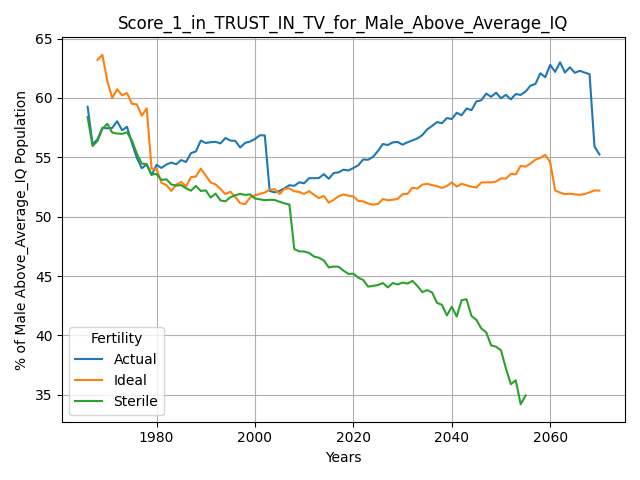 Score_1_in_TRUST_IN_TV_for_Male_Above_Average_IQ
% of Male Above_Average_IQ Population
65
60
55
50
45
40
35
Fertility
Actual
Ideal
Sterile
1980 2000 2020 2040 2060
Years